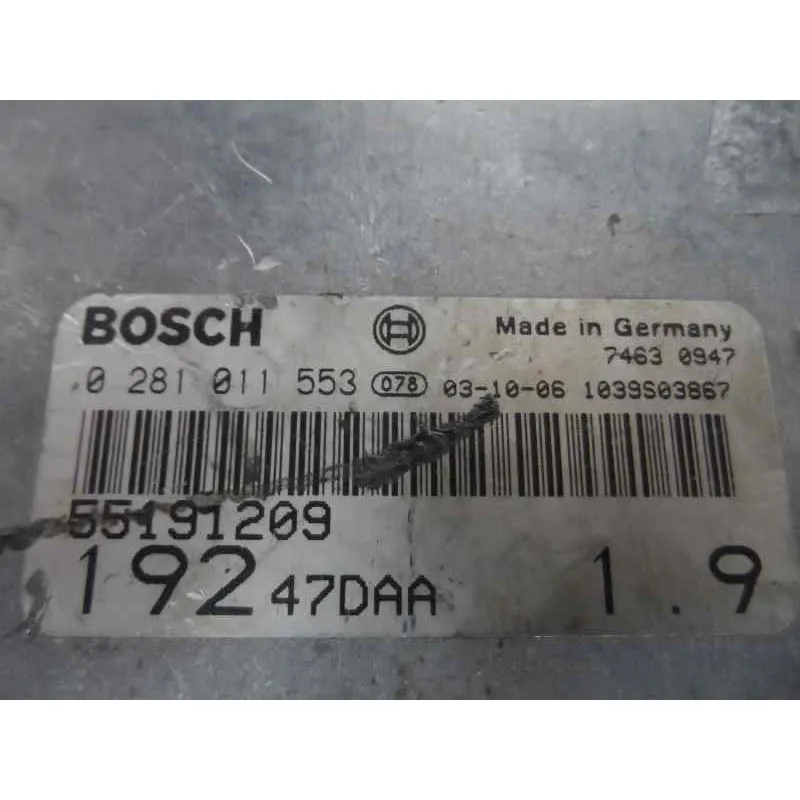 BOSCH Made in Germany
7463 0947
0 281 011 553 078 03-10-06 1039S03867
55191209
192 47DAA 1.9